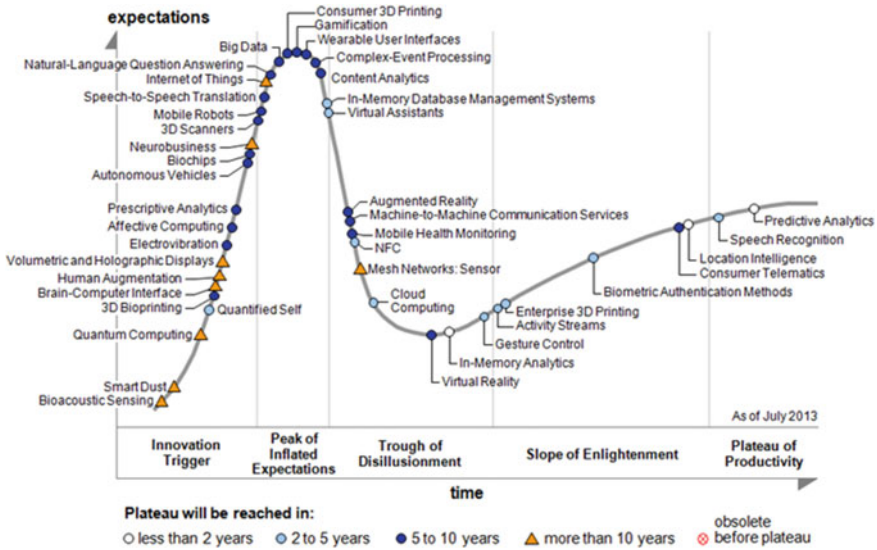 expectations
Consumer 3D Printing
Gamification
Wearable User Interfaces
Big Data
Complex-Event Processing
Natural-Language Question Answering
Content Analytics
Internet of Things
Speech-to-Speech Translation
In-Memory Database Management Systems
Mobile Robots
Virtual Assistants
3D Scanners
Neurobusiness
Biochips
Autonomous Vehicles
Augmented Reality
Prescriptive Analytics
Machine-to-Machine Communication Services
Predictive Analytics
Affective Computing
Mobile Health Monitoring
Speech Recognition
Electrovibration
NFC
Location Intelligence
Volumetric and Holographic Displays
Mesh Networks: Sensor
Consumer Telematics
Human Augmentation
Brain-Computer Interface
Biometric Authentication Methods
3D Bioprinting
Quantified Self
Cloud
Computing
Enterprise 3D Printing
Activity Streams
Quantum Computing
Gesture Control
In-Memory Analytics
Virtual Reality
Smart Dust
Bioacoustic Sensing
As of July 2013
Innovation
Trigger
Peak of
Inflated
Expectations
Trough of
Disillusionment
Slope of Enlightenment
Plateau of
Productivity
time
Plateau will be reached in:
less than 2 years
2 to 5 years
5 to 10 years
more than 10 years
obsolete
before plateau